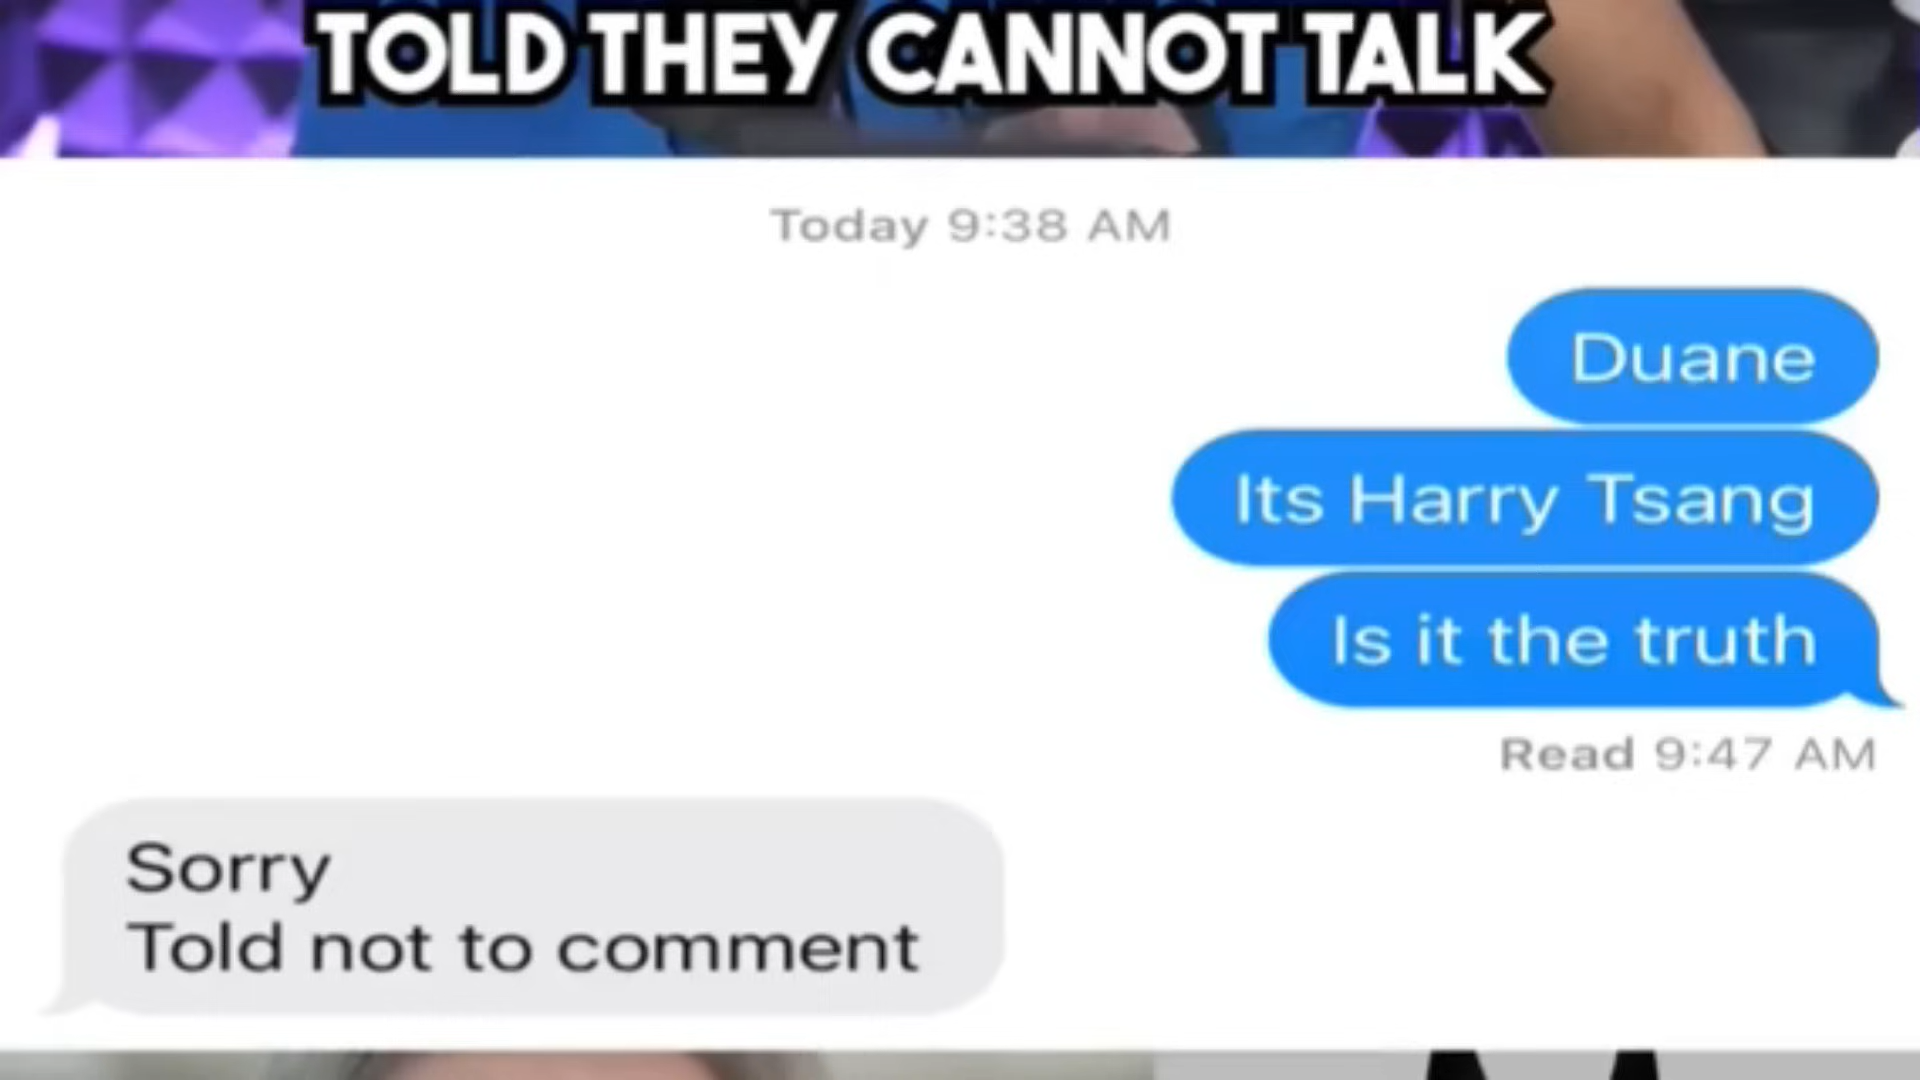 TOLD THEY CANNOT TALK
Today 9:38 AM
Duane
Its Harry Tsang
Is it the truth
Read 9:47 AM
Sorry
Told not to comment